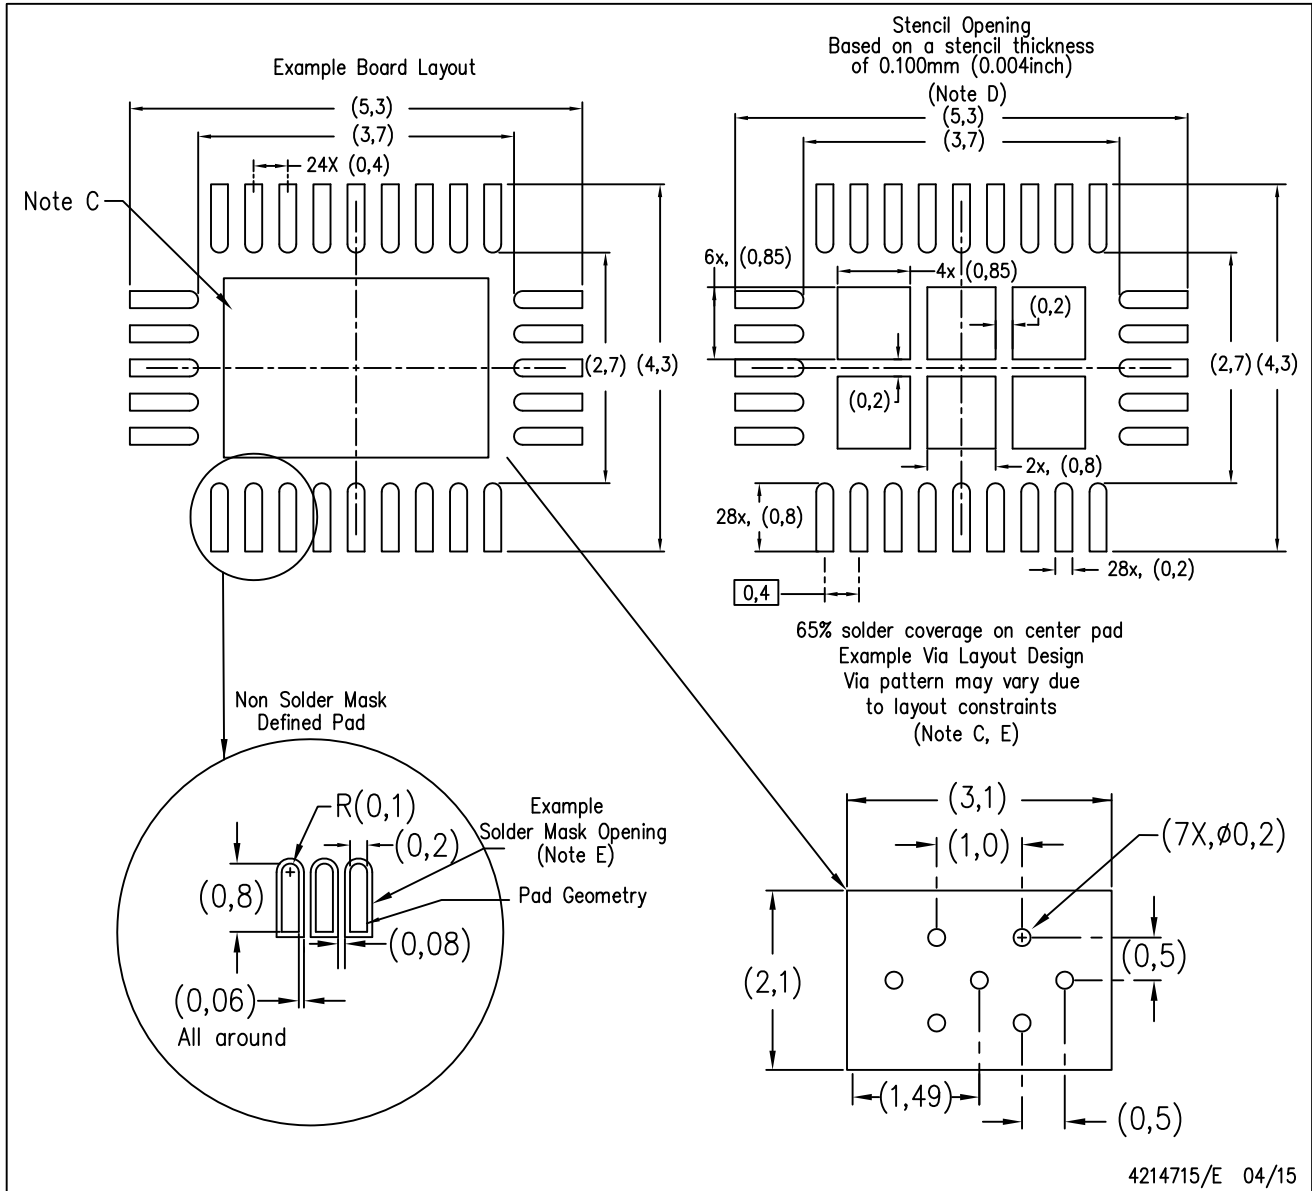 Example Board Layout
(5,3)
(3,7)
24X (0,4)
Note C
(2,7) (4,3)
Stencil Opening
Based on a stencil thickness
of 0.100mm (0.004inch)
(Note D)
(5,3)
(3,7)
6x, (0,85)
4x (0,85)
(0,2)
(2,7) (4,3)
(0,2)
2x, (0,8)
28x, (0,8)
28x, (0,2)
0,4
65% solder coverage on center pad
Example Via Layout Design
Via pattern may vary due
to layout constraints
(Note C, E)
Non Solder Mask
Defined Pad
R(0,1)
Example
Solder Mask Opening
(Note E)
(0,2)
(0,8)
Pad Geometry
(0,08)
(0,06)
All around
(3,1)
(1,0)
(7X,ø0,2)
(0,5)
(2,1)
(1,49)
(0,5)
4214715/E 04/15